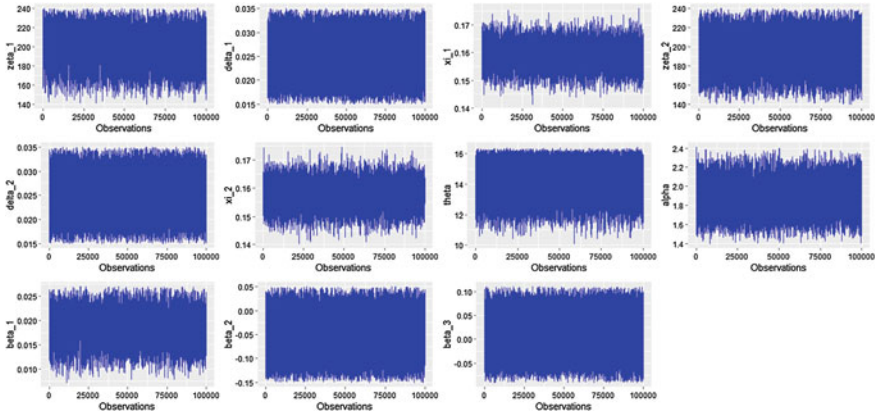 zeta_1
240
220
200
180
160
140
0 25000 50000 75000 100000
Observations
delta_1
0.035
0.030
0.025
0.020
0.015
0 25000 50000 75000 100000
Observations
xi_1
0.17
0.16
0.15
0.14
0 25000 50000 75000 100000
Observations
zeta_2
240
220
200
180
160
140
0 25000 50000 75000 100000
Observations
delta_2
0.035
0.030
0.025
0.020
0.015
0 25000 50000 75000 100000
Observations
xi_2
0.17
0.16
0.15
0.14
0 25000 50000 75000 100000
Observations
theta
16
14
12
10
0 25000 50000 75000 100000
Observations
alpha
2.4
2.2
2.0
1.8
1.6
1.4
0 25000 50000 75000 100000
Observations
beta_1
0.025
0.020
0.015
0.010
0 25000 50000 75000 100000
Observations
beta_2
0.05
0.00
-0.05
-0.10
-0.15
0 25000 50000 75000 100000
Observations
beta_3
0.10
0.05
0.00
-0.05
0 25000 50000 75000 100000
Observations